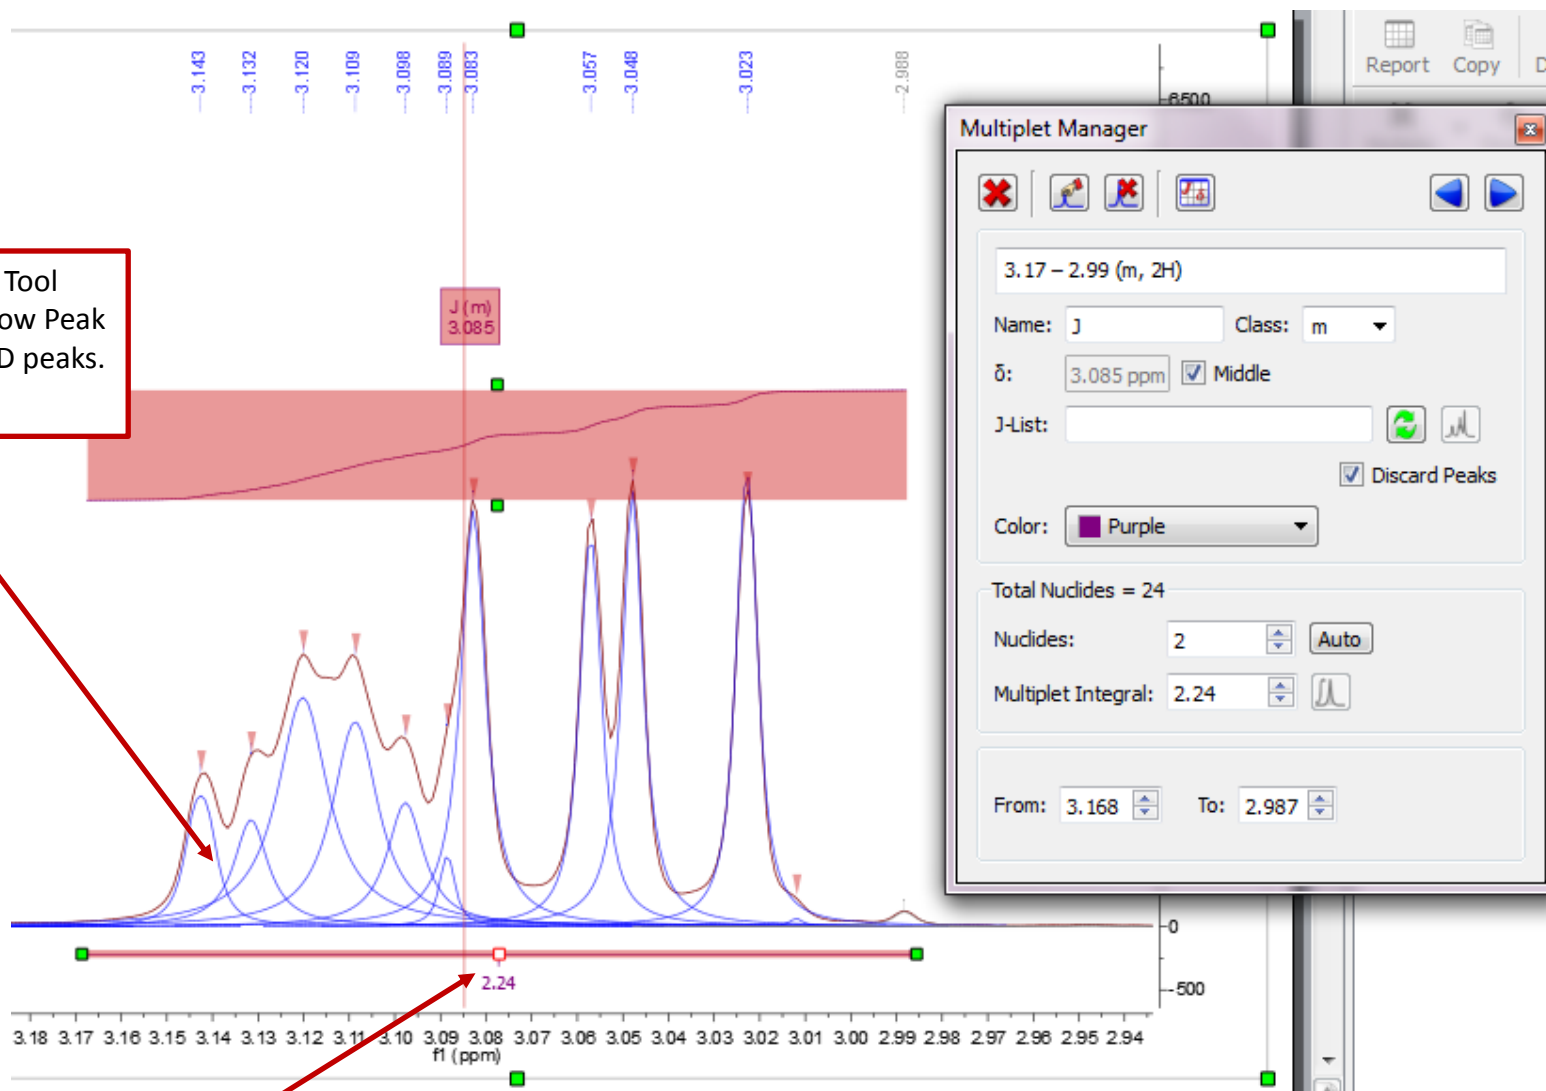 3.143
3.132
3.120
3.109
3.098
3.089
3.083
3.057
3.048
3.023
2.988
6500
Report Copy
Tool
ow Peak
D peaks.
J (m)
3.085
Multiplet Manager
3.17 – 2.99 (m, 2H)
Name: J Class: m
δ: 3.085 ppm Middle
J-List:
Discard Peaks
Color: Purple
Total Nuclides = 24
Nuclides: 2 Auto
Multiplet Integral: 2.24
From: 3.168 To: 2.987
0
2.24
-500
3.18 3.17 3.16 3.15 3.14 3.13 3.12 3.11 3.10 3.09 3.08 3.07 3.06 3.05 3.04 3.03 3.02 3.01 3.00 2.99 2.98 2.97 2.96 2.95 2.94
f1 (ppm)